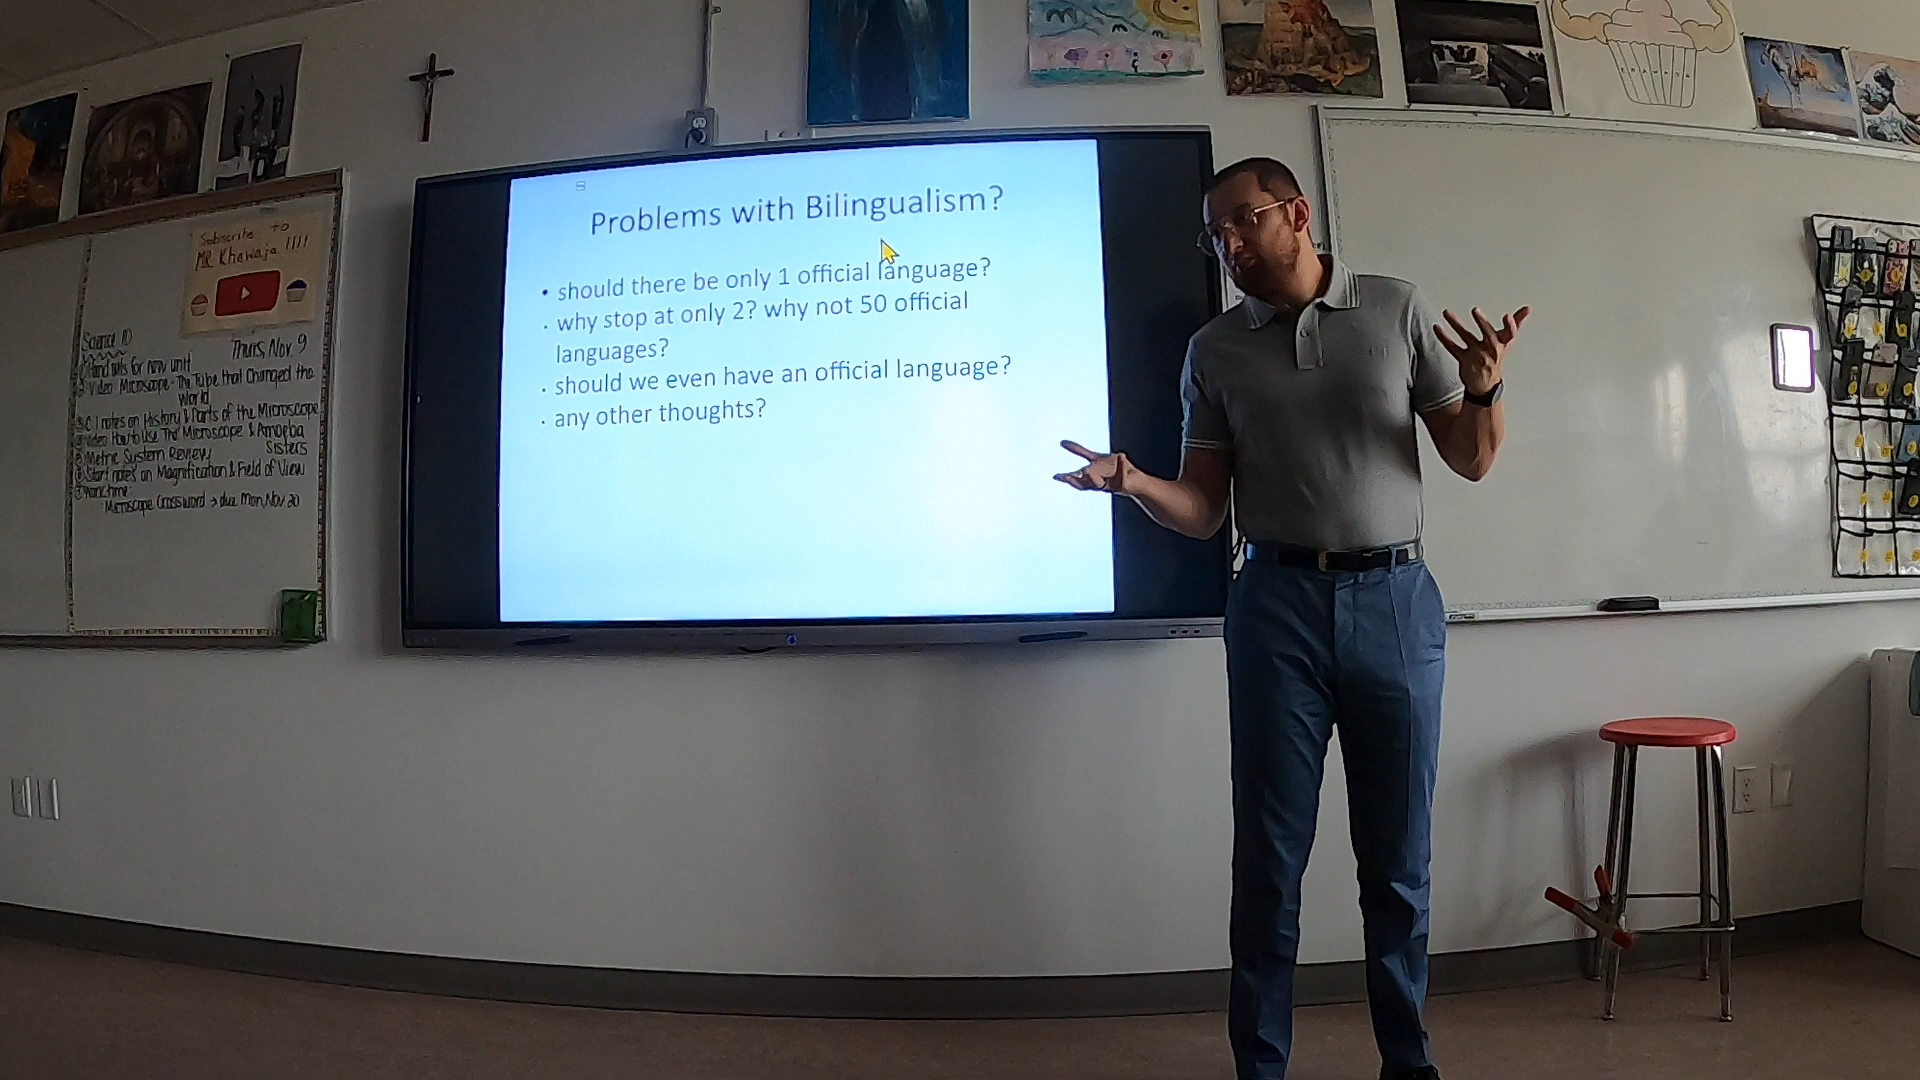 Subscribe to
MR Khawaja !!!!
Science 10
Thurs, Nov. 9
Handouts for new unit
Video Microscope - The Tube that Changed the
World
C 1 notes on History & Parts of the Microscope
Video How to Use The Microscope & Amoeba
Sisters
Metric System Review
Start notes on Magnification & Field of View
Work time:
Microscope Crossword → due Mon, Nov 20
Problems with Bilingualism?
• should there be only 1 official language?
• why stop at only 2? why not 50 official
languages?
• should we even have an official language?
• any other thoughts?